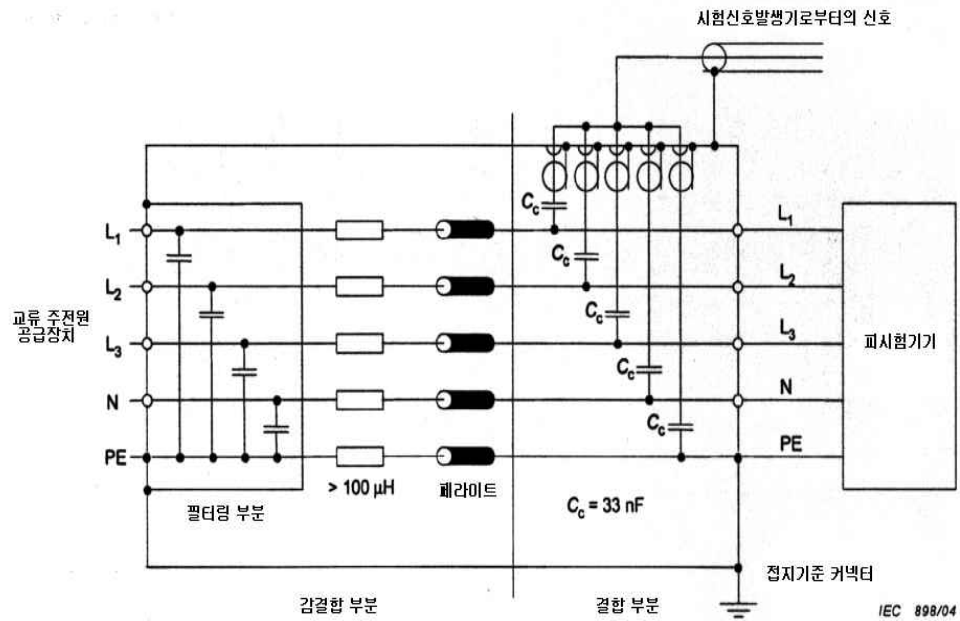 시험신호발생기로부터의 신호
Cc
L1
L1
Cc
L2
L2
교류 주전원
공급장치
Cc
L3
L3
피시험기기
Cc
N
N
Cc
PE
PE
> 100 μH
페라이트
Cc = 33 nF
필터링 부분
접지기준 커넥터
감결합 부분
결합 부분
IEC 898/04